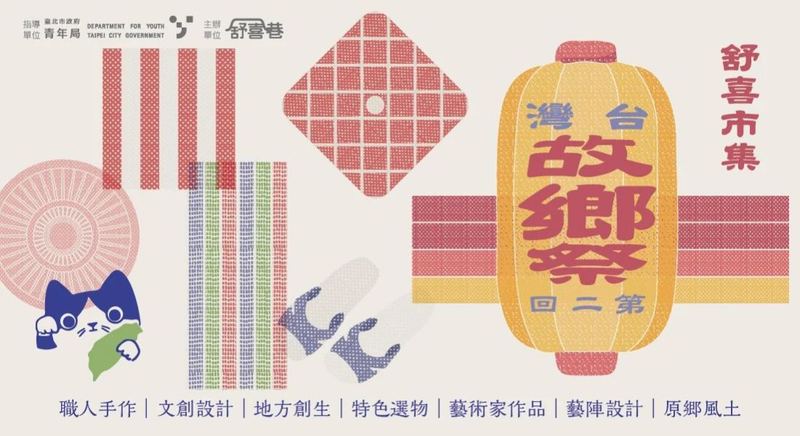 指導單位 臺北市政府青年局 DEPARTMENT FOR YOUTH TAIPEI CITY GOVERNMENT 主辦單位 舒喜巷
舒喜市集
台灣
故鄉祭
第二回
職人手作｜文創設計｜地方創生｜特色選物｜藝術家作品｜藝陣設計｜原鄉風土